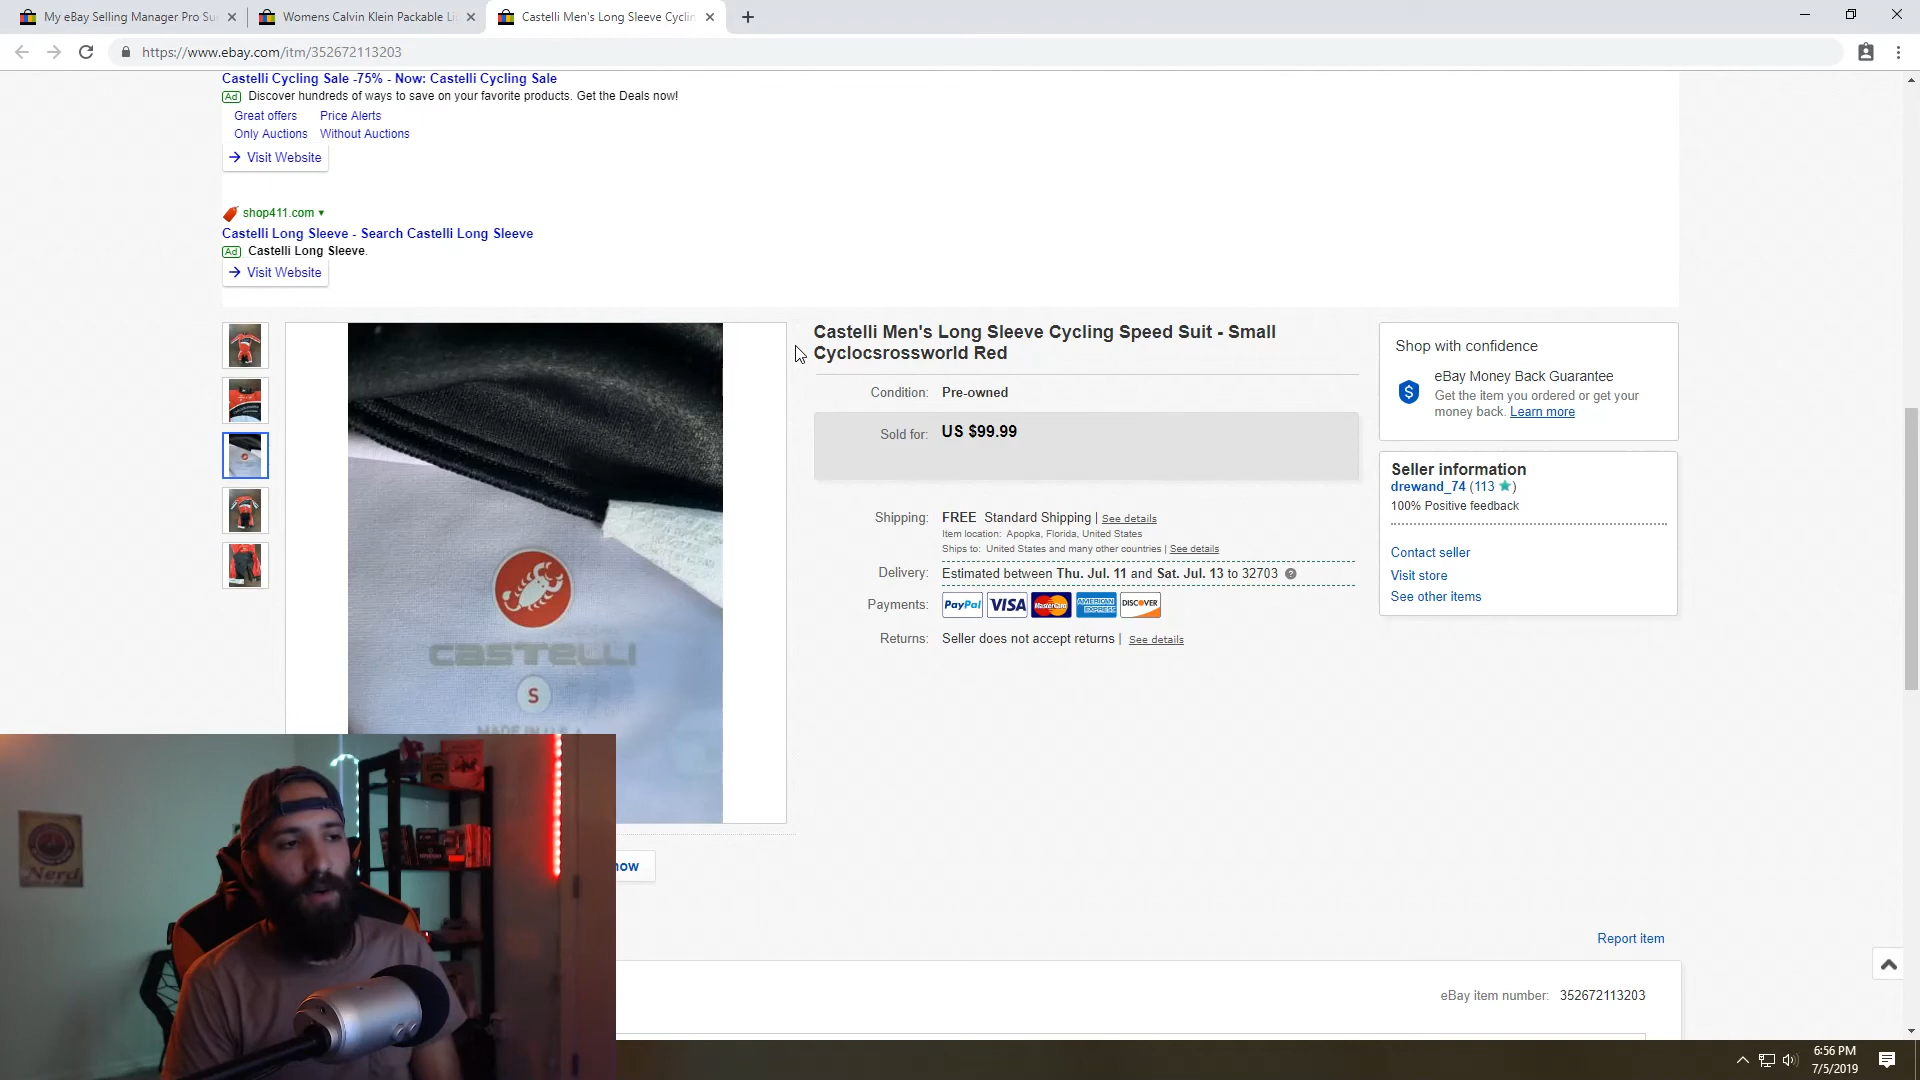 My eBay Selling Manager Pro Su
Womens Calvin Klein Packable Li
Castelli Men's Long Sleeve Cyclin
https://www.ebay.com/itm/352672113203
Castelli Cycling Sale -75% - Now: Castelli Cycling Sale
Ad Discover hundreds of ways to save on your favorite products. Get the Deals now!
Great offers Price Alerts
Only Auctions Without Auctions
→ Visit Website
shop411.com ▾
Castelli Long Sleeve - Search Castelli Long Sleeve
Ad Castelli Long Sleeve.
→ Visit Website
Castelli Men's Long Sleeve Cycling Speed Suit - Small
Cyclocsrossworld Red
Condition: Pre-owned
Sold for: US $99.99
Shipping: FREE Standard Shipping | See details
Item location: Apopka, Florida, United States
Ships to: United States and many other countries | See details
Delivery: Estimated between Thu. Jul. 11 and Sat. Jul. 13 to 32703
Payments: PayPal VISA MasterCard AMERICAN EXPRESS DISCOVER
Returns: Seller does not accept returns | See details
Shop with confidence
eBay Money Back Guarantee
Get the item you ordered or get your
money back. Learn more
Seller information
drewand_74 (113 ★)
100% Positive feedback
Contact seller
Visit store
See other items
CASTELLI
S
MADE IN U.S.A
now
Nerd
Report item
eBay item number: 352672113203
6:56 PM
7/5/2019